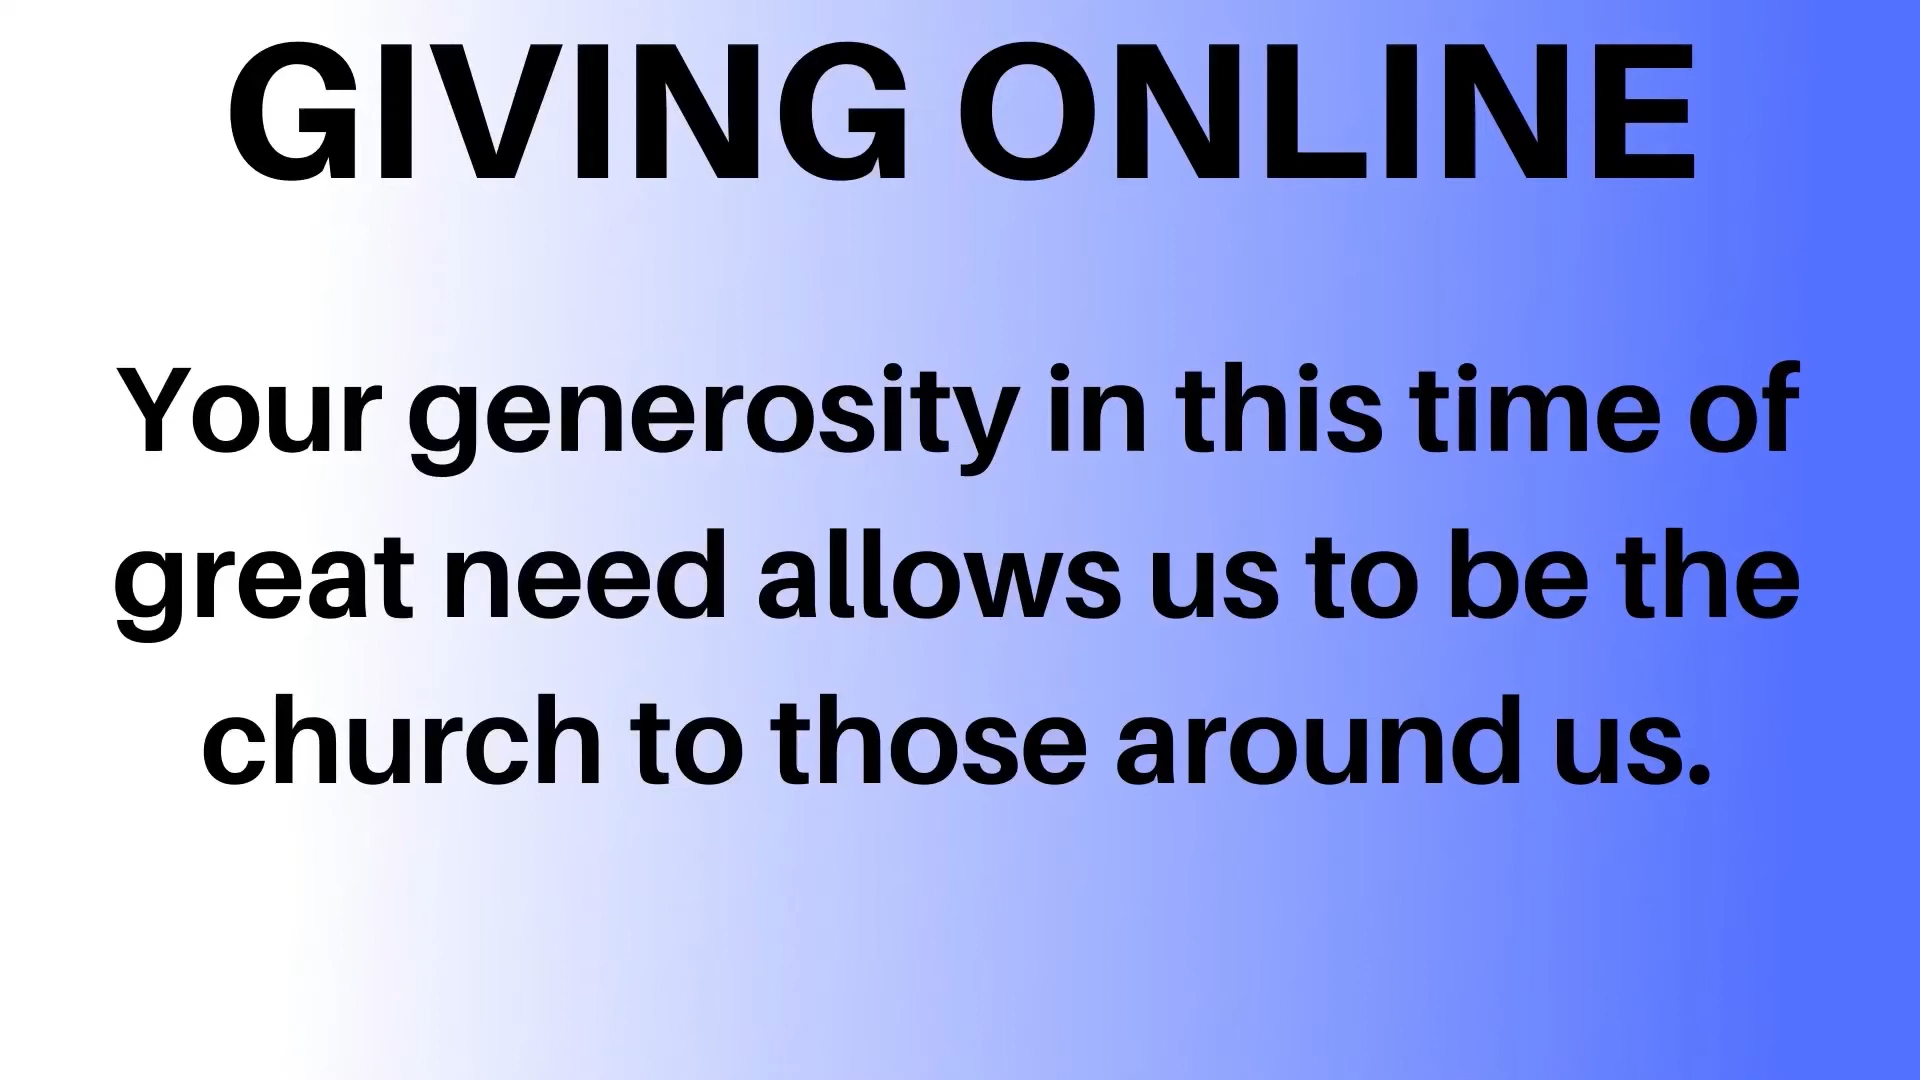 GIVING ONLINE
Your generosity in this time of
great need allows us to be the
church to those around us.